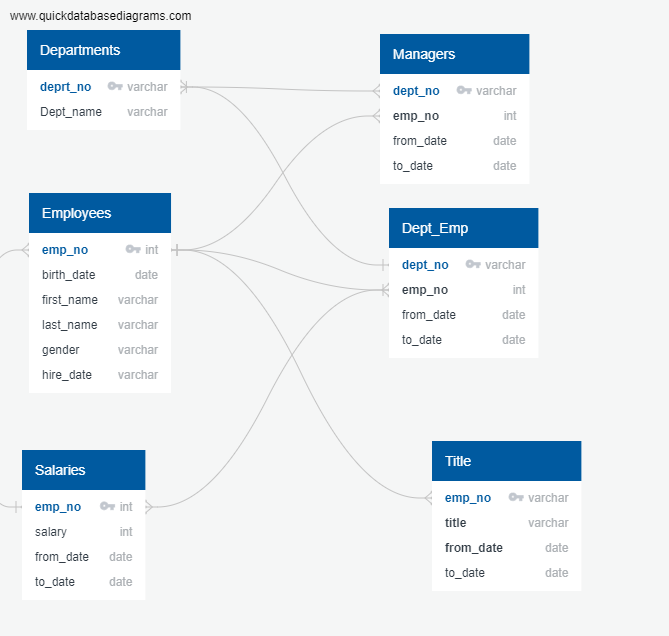 www.quickdatabasediagrams.com
Departments
deprt_no varchar
Dept_name varchar
Managers
dept_no varchar
emp_no int
from_date date
to_date date
Employees
emp_no int
birth_date date
first_name varchar
last_name varchar
gender varchar
hire_date varchar
Dept_Emp
dept_no varchar
emp_no int
from_date date
to_date date
Salaries
emp_no int
salary int
from_date date
to_date date
Title
emp_no varchar
title varchar
from_date date
to_date date